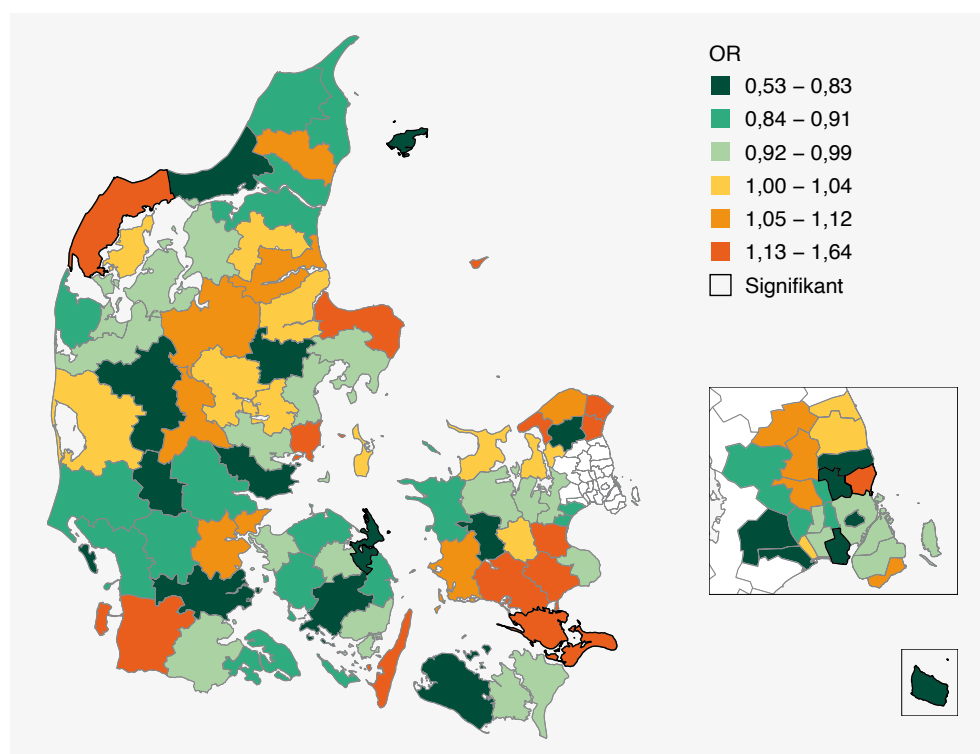 OR
0,53 – 0,83
0,84 – 0,91
0,92 – 0,99
1,00 – 1,04
1,05 – 1,12
1,13 – 1,64
Signifikant